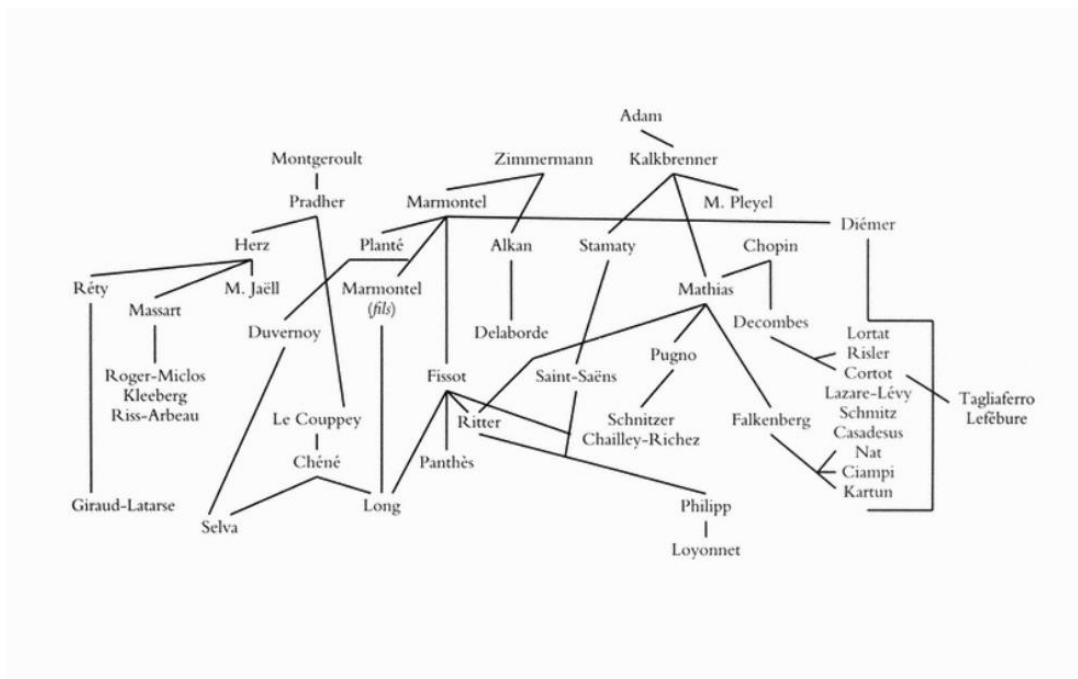 Adam
Montgeroult
Zimmermann
Kalkbrenner
Pradher
Marmontel
M. Pleyel
Diémer
Herz
Planté
Alkan
Stamaty
Chopin
Réty
M. Jaëll
Marmontel
(fils)
Mathias
Massart
Duvernoy
Delaborde
Decombes
Lortat
Risler
Cortot
Pugno
Roger-Miclos
Kleeberg
Riss-Arbeau
Fissot
Saint-Saëns
Lazare-Lévy
Schmitz
Casadesus
Nat
Ciampi
Kartun
Tagliaferro
Lefébure
Le Couppey
Ritter
Schnitzer
Chailley-Richez
Falkenberg
Chéné
Panthès
Giraud-Latarse
Selva
Long
Philipp
Loyonnet